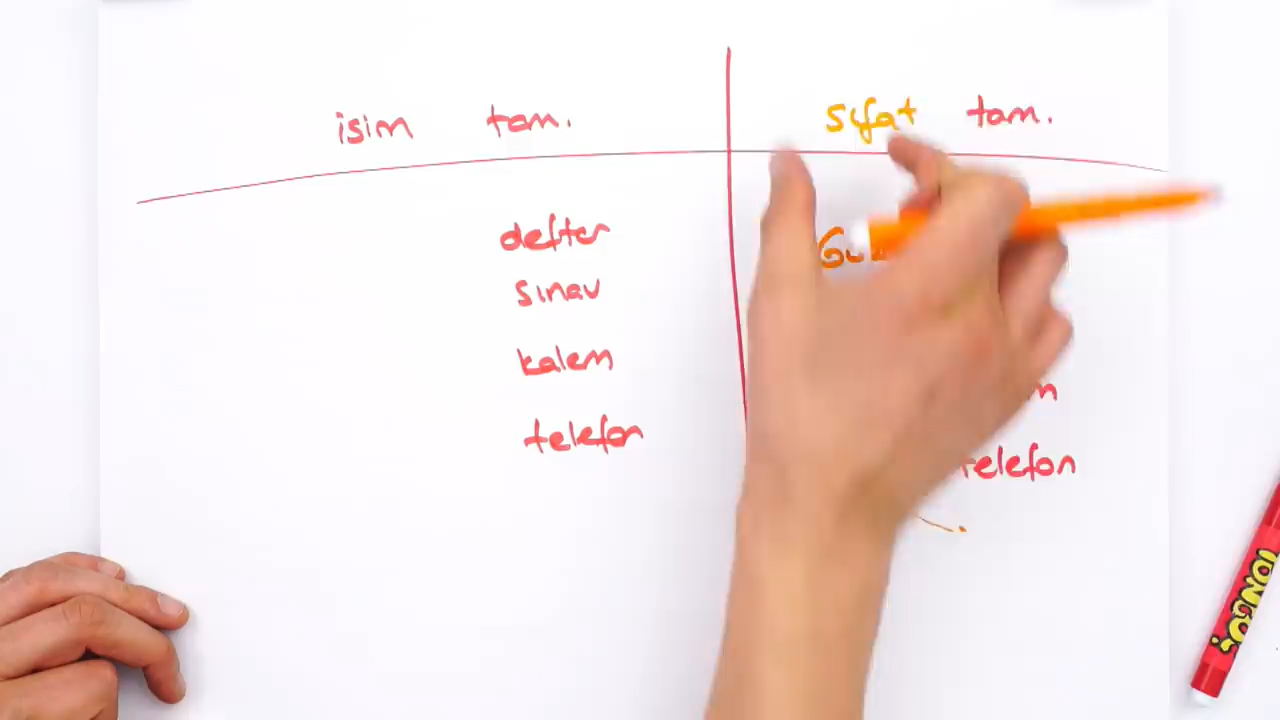 isim tam.
sıfat tam.
defter
sınav
kalem
telefon
telefon